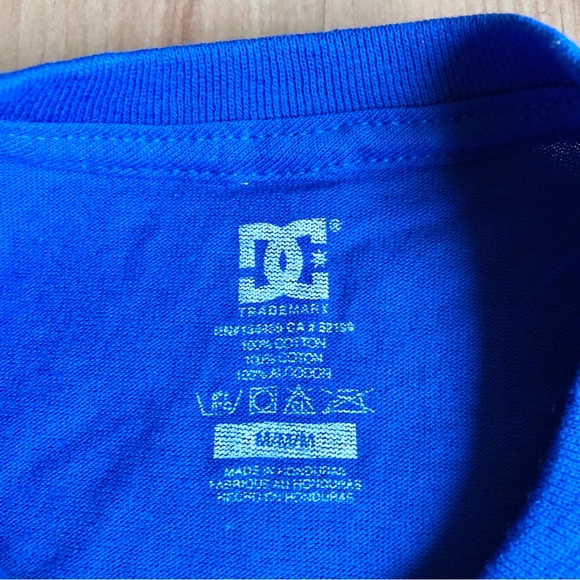 DC ®
TRADEMARK
100% COTTON
100% COTON
100% ALGODON
M/M/M
MADE IN HONDURAS
FABRIQUE AU HONDURAS
HECHO EN HONDURAS